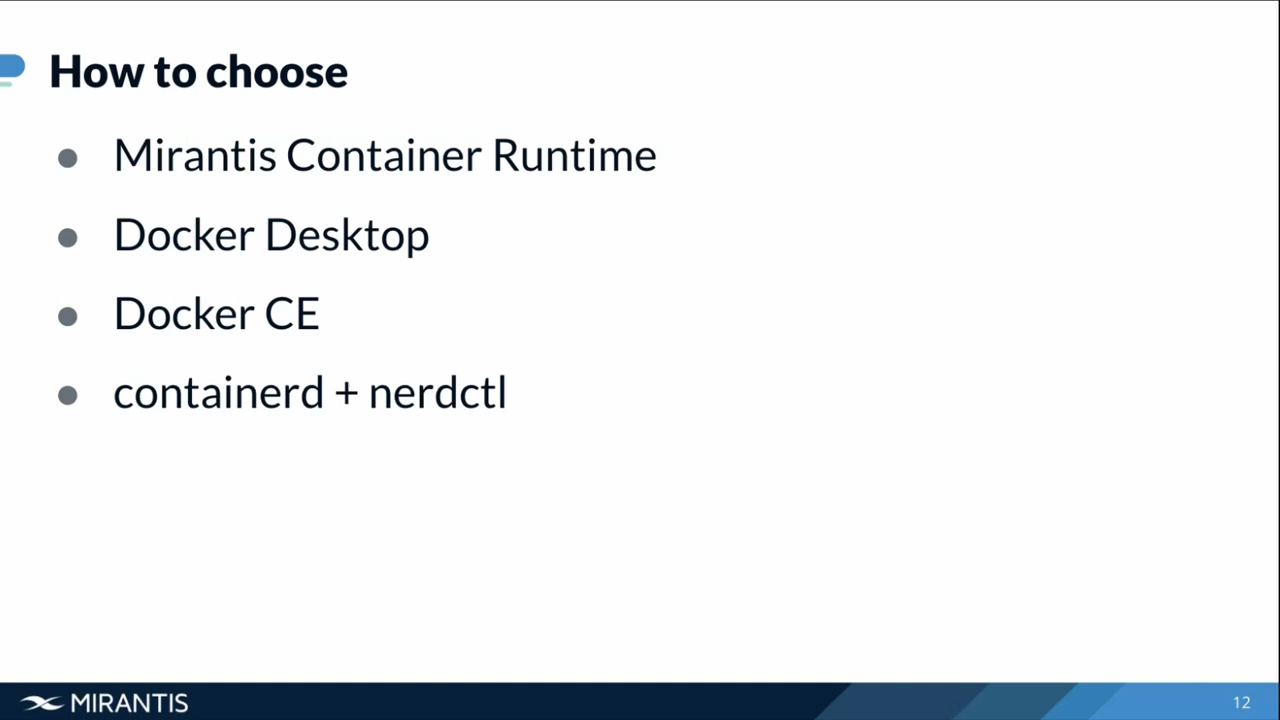 How to choose
● Mirantis Container Runtime
● Docker Desktop
● Docker CE
● containerd + nerdctl
MIRANTIS
12